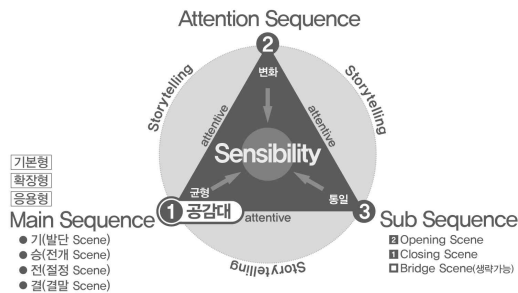 Attention Sequence
2
변화
Storytelling
Storytelling
attentive
attentive
Sensibility
기본형
확장형
응용형
균형
통일
1 공감대
attentive
3
Main Sequence
Sub Sequence
● 기(발단 Scene)
● 승(전개 Scene)
● 전(절정 Scene)
● 결(결말 Scene)
2 Opening Scene
1 Closing Scene
□ Bridge Scene(생략가능)
Storytelling